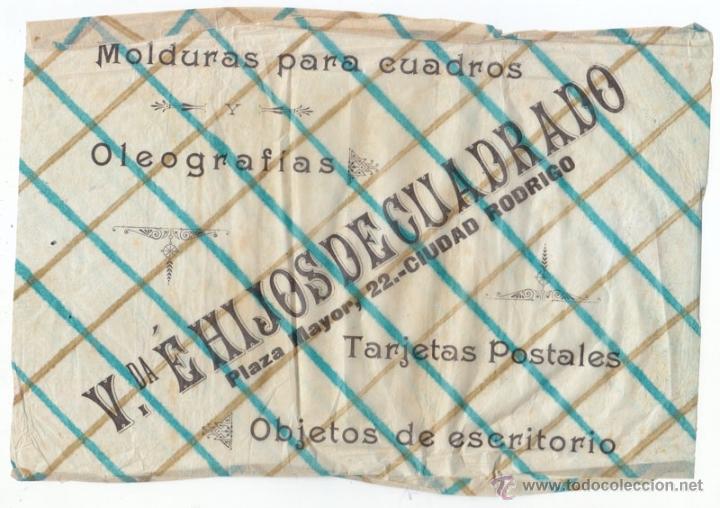 Molduras para cuadros
Y
Oleografías
V.DA É HIJOS DE CUADRADO
Plaza Mayor, 22.-CIUDAD RODRIGO
Tarjetas Postales
Objetos de escritorio
© www.todocoleccion.net